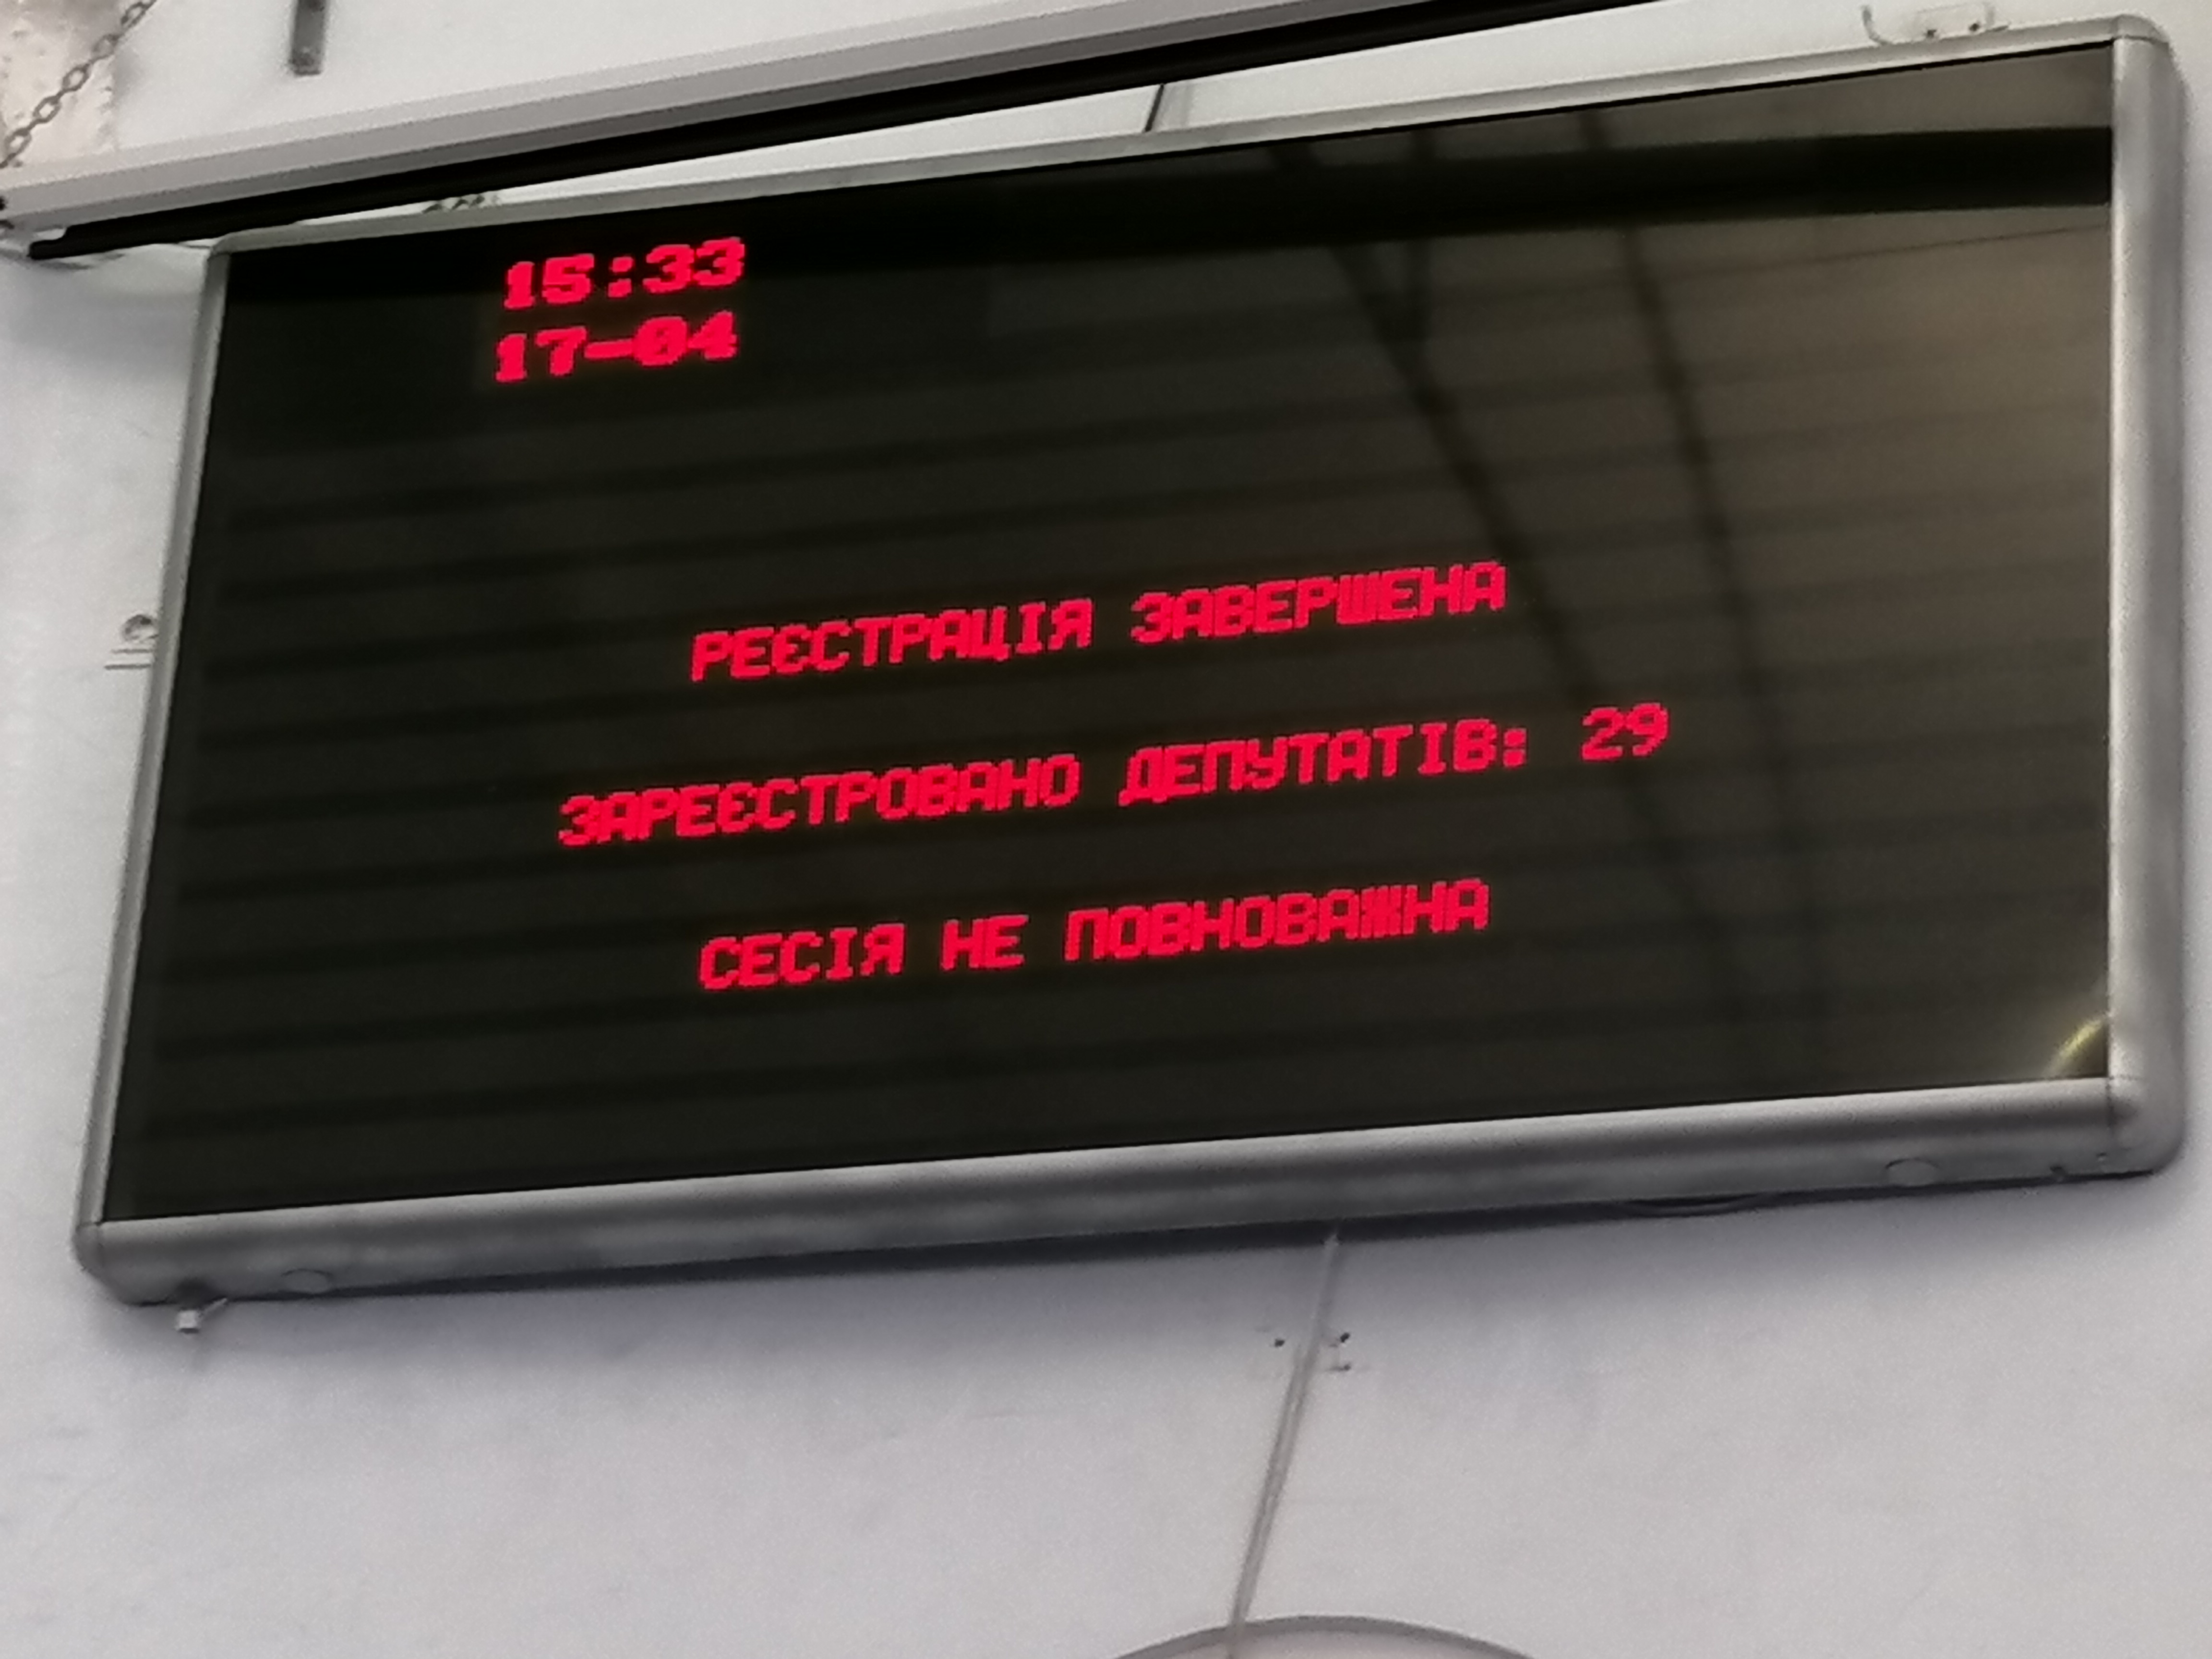 15:33
17-04
РЕЄСТРАЦІЯ ЗАВЕРШЕНА
ЗАРЕЄСТРОВАНО ДЕПУТАТІВ: 29
СЕСІЯ НЕ ПОВНОВАЖНА